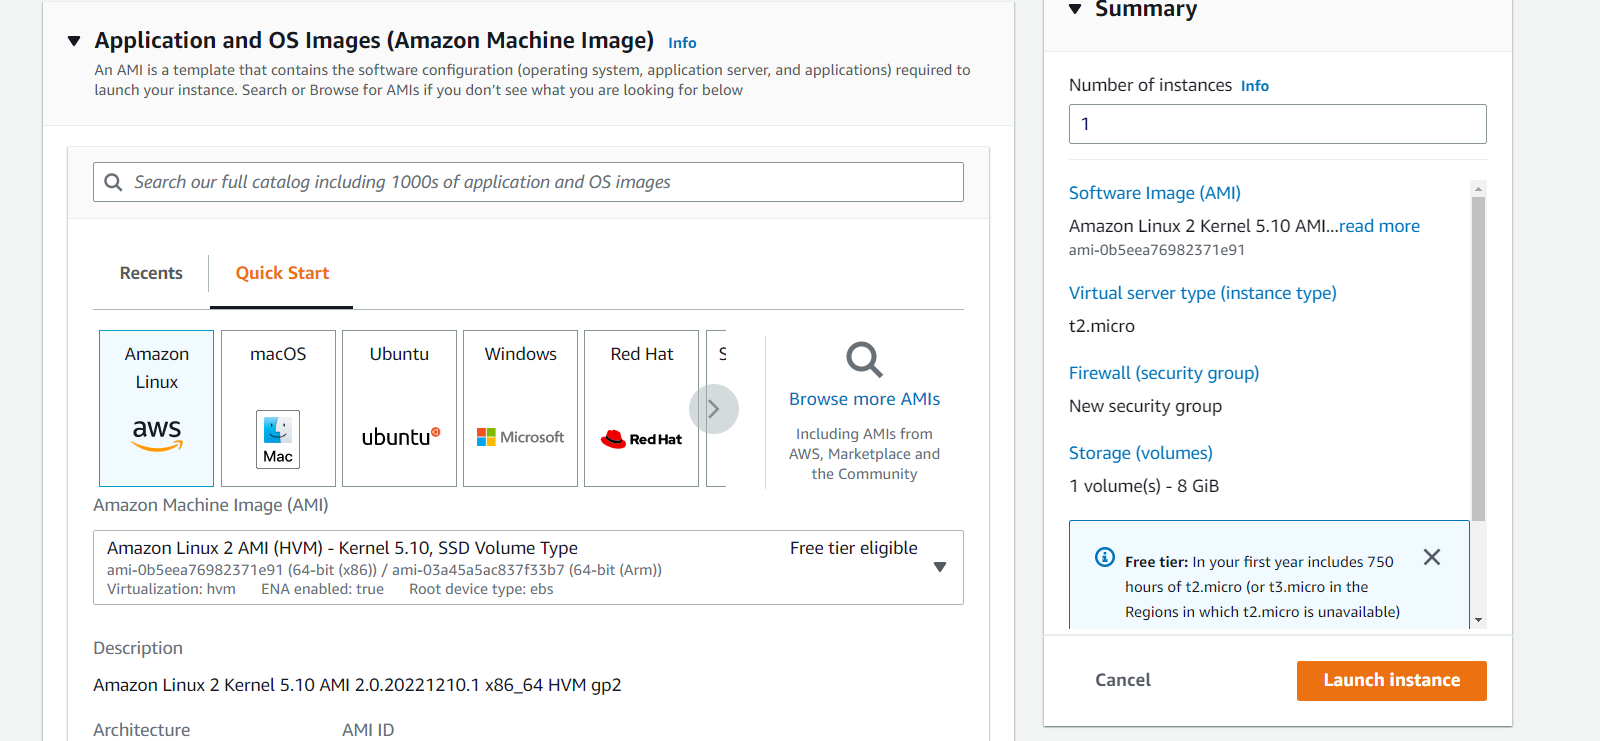 Application and OS Images (Amazon Machine Image) Info
An AMI is a template that contains the software configuration (operating system, application server, and applications) required to
launch your instance. Search or Browse for AMIs if you don’t see what you are looking for below
Search our full catalog including 1000s of application and OS images
Recents
Quick Start
Amazon
Linux
aws
macOS
Mac
Ubuntu
ubuntu
Windows
Microsoft
Red Hat
Red Hat
S
Browse more AMIs
Including AMIs from
AWS, Marketplace and
the Community
Amazon Machine Image (AMI)
Amazon Linux 2 AMI (HVM) - Kernel 5.10, SSD Volume Type
Free tier eligible
ami-0b5eea76982371e91 (64-bit (x86)) / ami-03a45a5ac837f33b7 (64-bit (Arm))
Virtualization: hvm ENA enabled: true Root device type: ebs
Description
Amazon Linux 2 Kernel 5.10 AMI 2.0.20221210.1 x86_64 HVM gp2
Architecture
AMI ID
Summary
Number of instances Info
1
Software Image (AMI)
Amazon Linux 2 Kernel 5.10 AMI...read more
ami-0b5eea76982371e91
Virtual server type (instance type)
t2.micro
Firewall (security group)
New security group
Storage (volumes)
1 volume(s) - 8 GiB
Free tier: In your first year includes 750
hours of t2.micro (or t3.micro in the
Regions in which t2.micro is unavailable)
Cancel
Launch instance